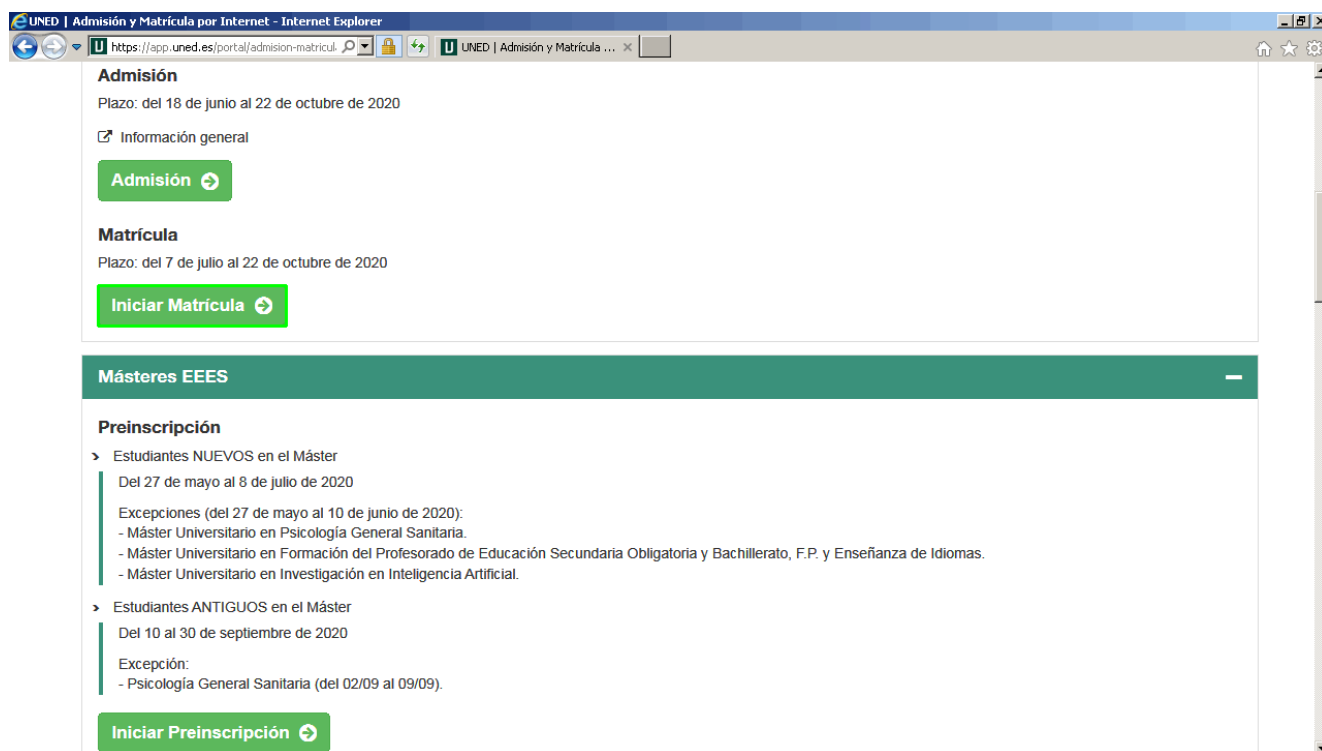 UNED | Admisión y Matrícula por Internet - Internet Explorer
https://app.uned.es/portal/admision-matricul
UNED | Admisión y Matrícula ...
Admisión
Plazo: del 18 de junio al 22 de octubre de 2020
Información general
Admisión
Matrícula
Plazo: del 7 de julio al 22 de octubre de 2020
Iniciar Matrícula
Másteres EEES
Preinscripción
Estudiantes NUEVOS en el Máster
Del 27 de mayo al 8 de julio de 2020
Excepciones (del 27 de mayo al 10 de junio de 2020):
- Máster Universitario en Psicología General Sanitaria.
- Máster Universitario en Formación del Profesorado de Educación Secundaria Obligatoria y Bachillerato, F.P. y Enseñanza de Idiomas.
- Máster Universitario en Investigación en Inteligencia Artificial.
Estudiantes ANTIGUOS en el Máster
Del 10 al 30 de septiembre de 2020
Excepción:
- Psicología General Sanitaria (del 02/09 al 09/09).
Iniciar Preinscripción